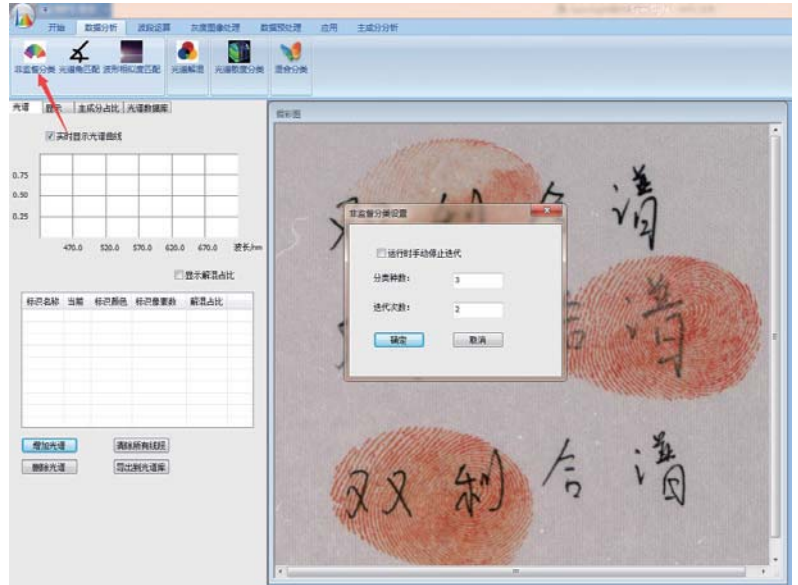 开始 数据分析 波段运算 灰度图像处理 数据预处理 应用 主成分分析
非监督分类 光谱角匹配 波形相似度匹配 光谱解混 光谱散度分类 混合分类
光谱 显示 主成分占比 光谱数据库
实时显示光谱曲线
0.75
0.50
0.25
470.0 520.0 570.0 620.0 670.0 波长/nm
显示解混占比
标识名称 当前 标识颜色 标识像素数 解混占比
增加光谱 清除所有线段
删除光谱 导出到光谱库
假彩图
谱
非监督分类设置
运行时手动停止迭代
分类种数: 3
迭代次数: 2
确定 取消
合谱
双利合谱